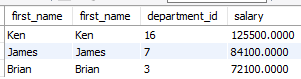 first_name first_name department_id salary
Ken Ken 16 125500.0000
James James 7 84100.0000
Brian Brian 3 72100.0000